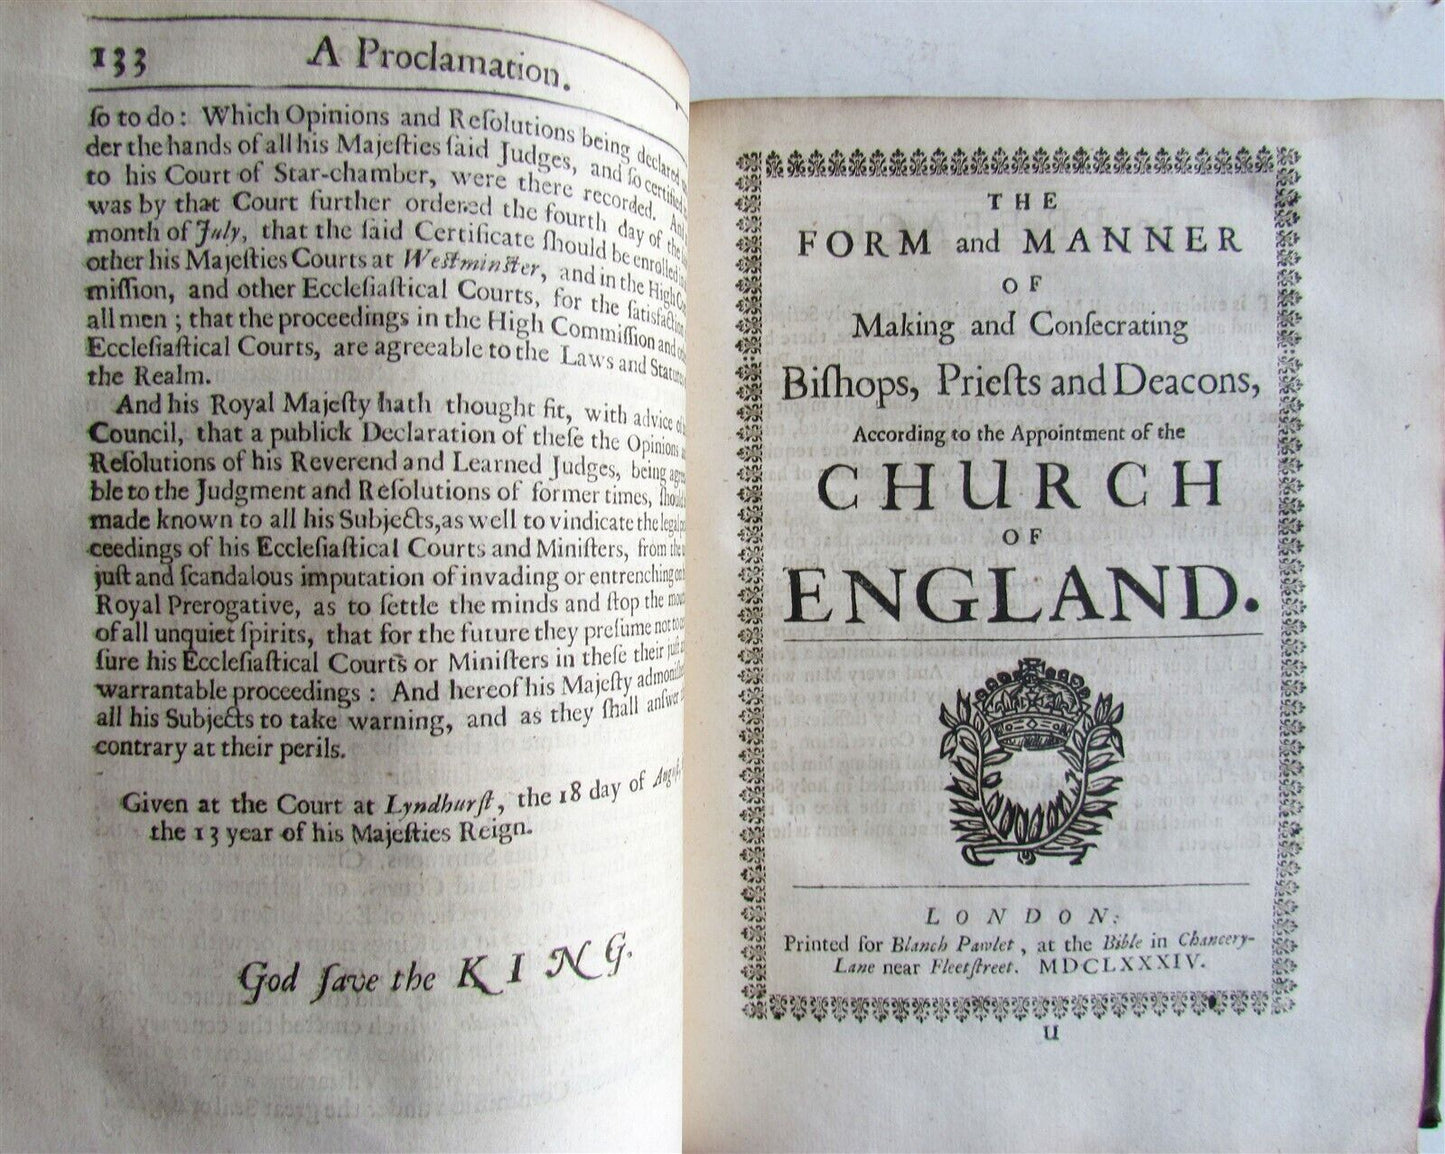 133 A Proclamation.
ſo to do: Which Opinions and Reſolutions being declared
der the hands of all his Majeſties ſaid Judges, and ſo certified
to his Court of Star-chamber, were there recorded. And
was by that Court further ordered the fourth day of the
month of July, that the ſaid Certificate ſhould be enrolled in
other his Majeſties Courts at Weſtminſter, and in the High
miſſion, and other Eccleſiaſtical Courts, for the ſatisfaction
all men; that the proceedings in the High Commiſſion and
Eccleſiaſtical Courts, are agreeable to the Laws and Statutes
the Realm.
And his Royal Majeſty hath thought fit, with advice of
Council, that a publick Declaration of theſe the Opinions
Reſolutions of his Reverend and Learned Judges, being agrea
ble to the Judgment and Reſolutions of former times, ſhould
made known to all his Subjects, as well to vindicate the legal
ceedings of his Eccleſiaſtical Courts and Miniſters, from the
juſt and ſcandalous imputation of invading or entrenching on
Royal Prerogative, as to ſettle the minds and ſtop the
of all unquiet ſpirits, that for the future they preſume not to
ſure his Eccleſiaſtical Courts or Miniſters in theſe their juſt
warrantable proceedings: And hereof his Majeſty
all his Subjects to take warning, and as they ſhall anſwer
contrary at their perils.
Given at the Court at Lyndhurſt, the 18 day of Auguſt,
the 13 year of his Majeſties Reign.
God ſave the KING.
THE
FORM and MANNER
OF
Making and Conſecrating
Biſhops, Prieſts and Deacons,
According to the Appointment of the
CHURCH
OF
ENGLAND.
LONDON:
Printed for Blanch Pawlet, at the Bible in Chancery-
Lane near Fleetſtreet. MDCLXXXIV.
U